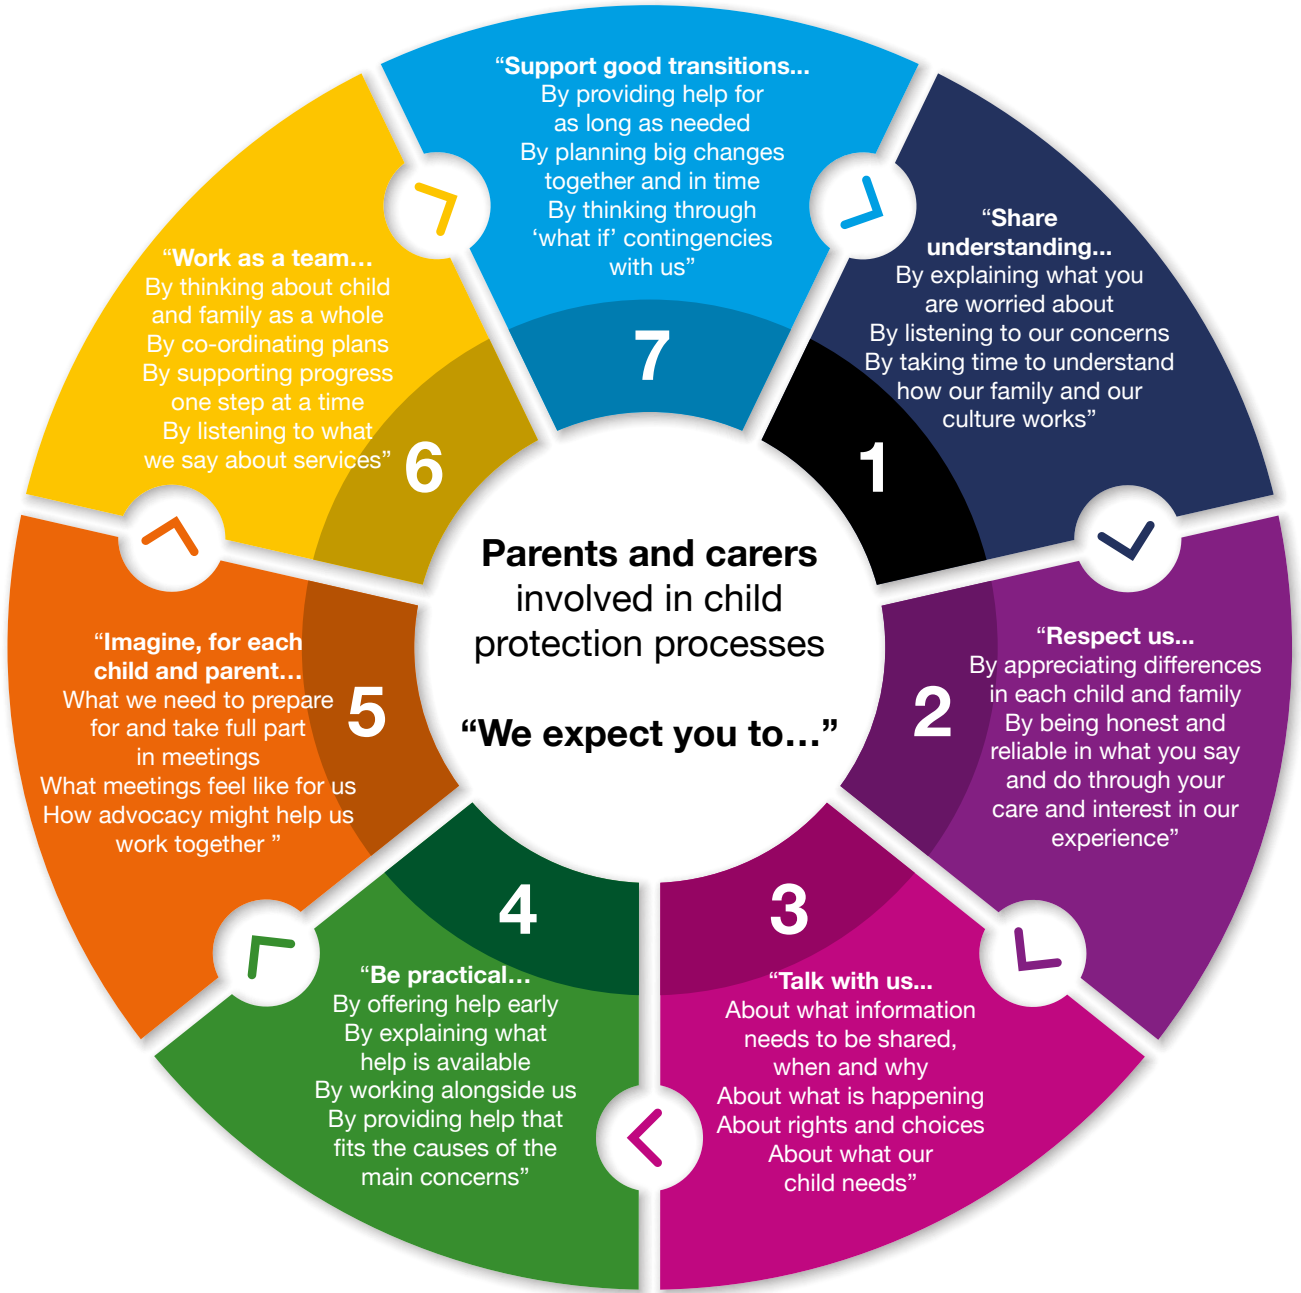 Parents and carers
involved in child
protection processes
“We expect you to…”
1
“Share
understanding...
By explaining what you
are worried about
By listening to our concerns
By taking time to understand
how our family and our
culture works”
2
“Respect us...
By appreciating differences
in each child and family
By being honest and
reliable in what you say
and do through your
care and interest in our
experience”
3
“Talk with us...
About what information
needs to be shared,
when and why
About what is happening
About rights and choices
About what our
child needs”
4
“Be practical…
By offering help early
By explaining what
help is available
By working alongside us
By providing help that
fits the causes of the
main concerns”
5
“Imagine, for each
child and parent…
What we need to prepare
for and take full part
in meetings
What meetings feel like for us
How advocacy might help us
work together ”
6
“Work as a team…
By thinking about child
and family as a whole
By co-ordinating plans
By supporting progress
one step at a time
By listening to what
we say about services”
7
“Support good transitions...
By providing help for
as long as needed
By planning big changes
together and in time
By thinking through
‘what if’ contingencies
with us”